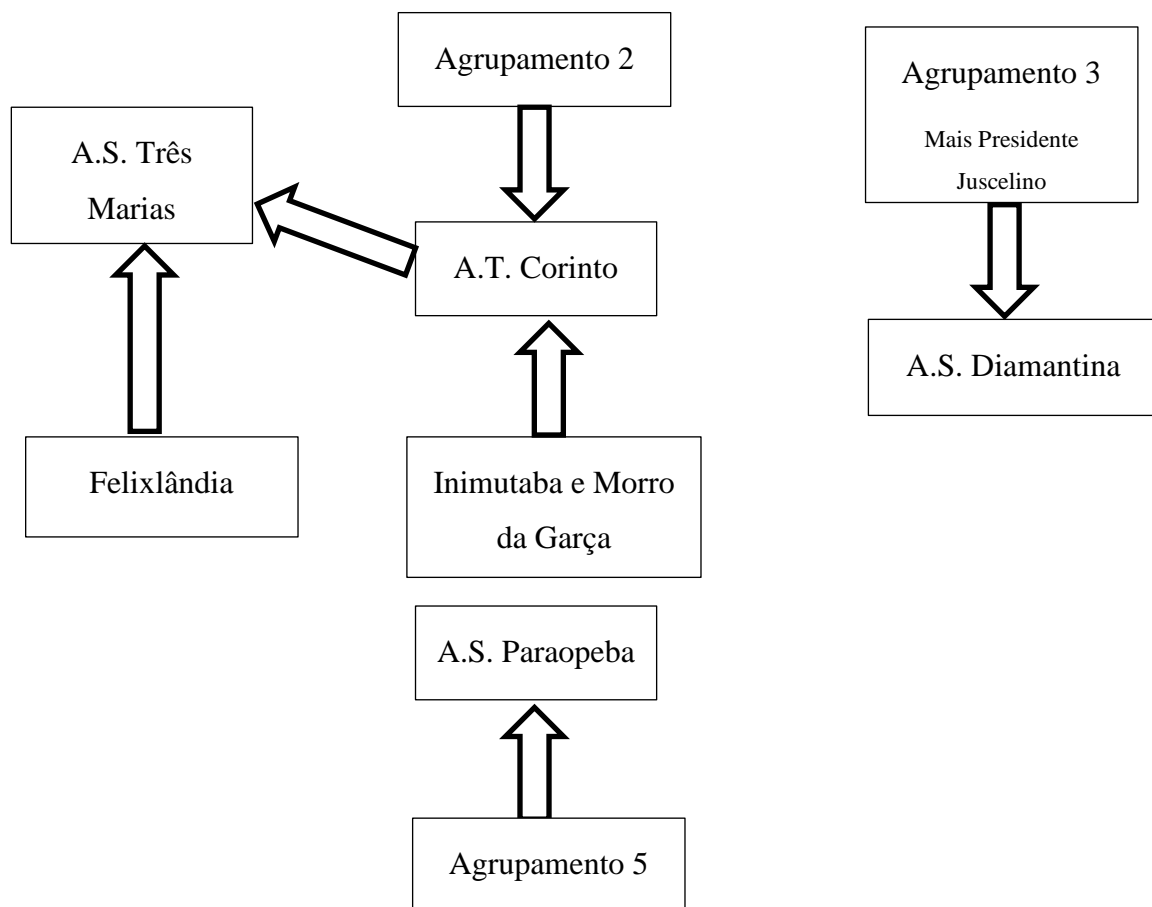 Agrupamento 2
Agrupamento 3
Mais Presidente
Juscelino
A.S. Três
Marias
A.T. Corinto
A.S. Diamantina
Felixlândia
Inimutaba e Morro
da Garça
A.S. Paraopeba
Agrupamento 5